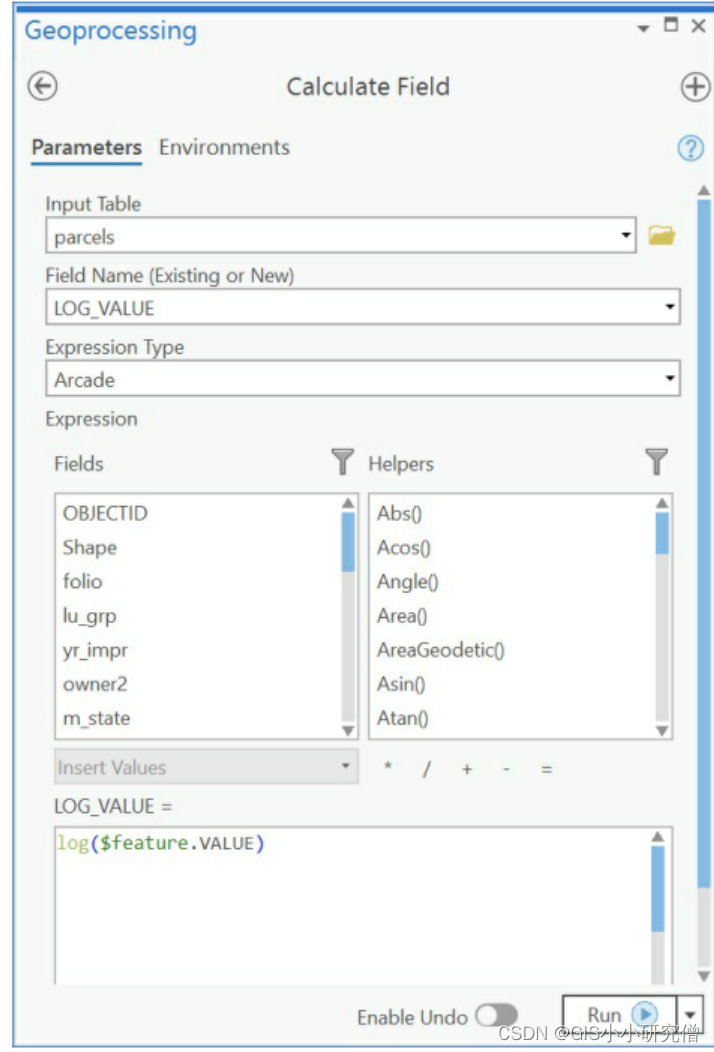 Geoprocessing
Calculate Field
Parameters Environments
Input Table
parcels
Field Name (Existing or New)
LOG_VALUE
Expression Type
Arcade
Expression
Fields Helpers
OBJECTID Abs()
Shape Acos()
folio Angle()
lu_grp Area()
yr_impr AreaGeodetic()
owner2 Asin()
m_state Atan()
Insert Values * / + - =
LOG_VALUE =
log($feature.VALUE)
Enable Undo Run
CSDN @GIS小小研究僧